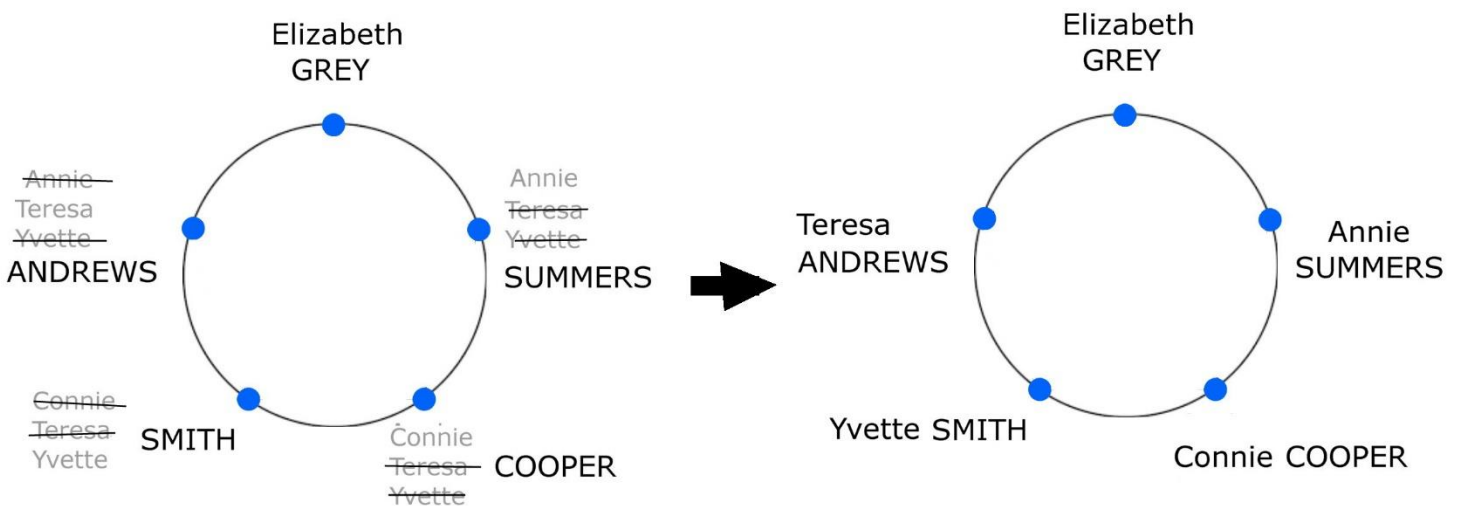 Elizabeth
GREY
Annie
Teresa
Yvette
ANDREWS
Annie
Teresa
Yvette
SUMMERS
Connie
Teresa
Yvette
SMITH
Connie
Teresa
Yvette
COOPER
Elizabeth
GREY
Teresa
ANDREWS
Annie
SUMMERS
Yvette SMITH
Connie COOPER